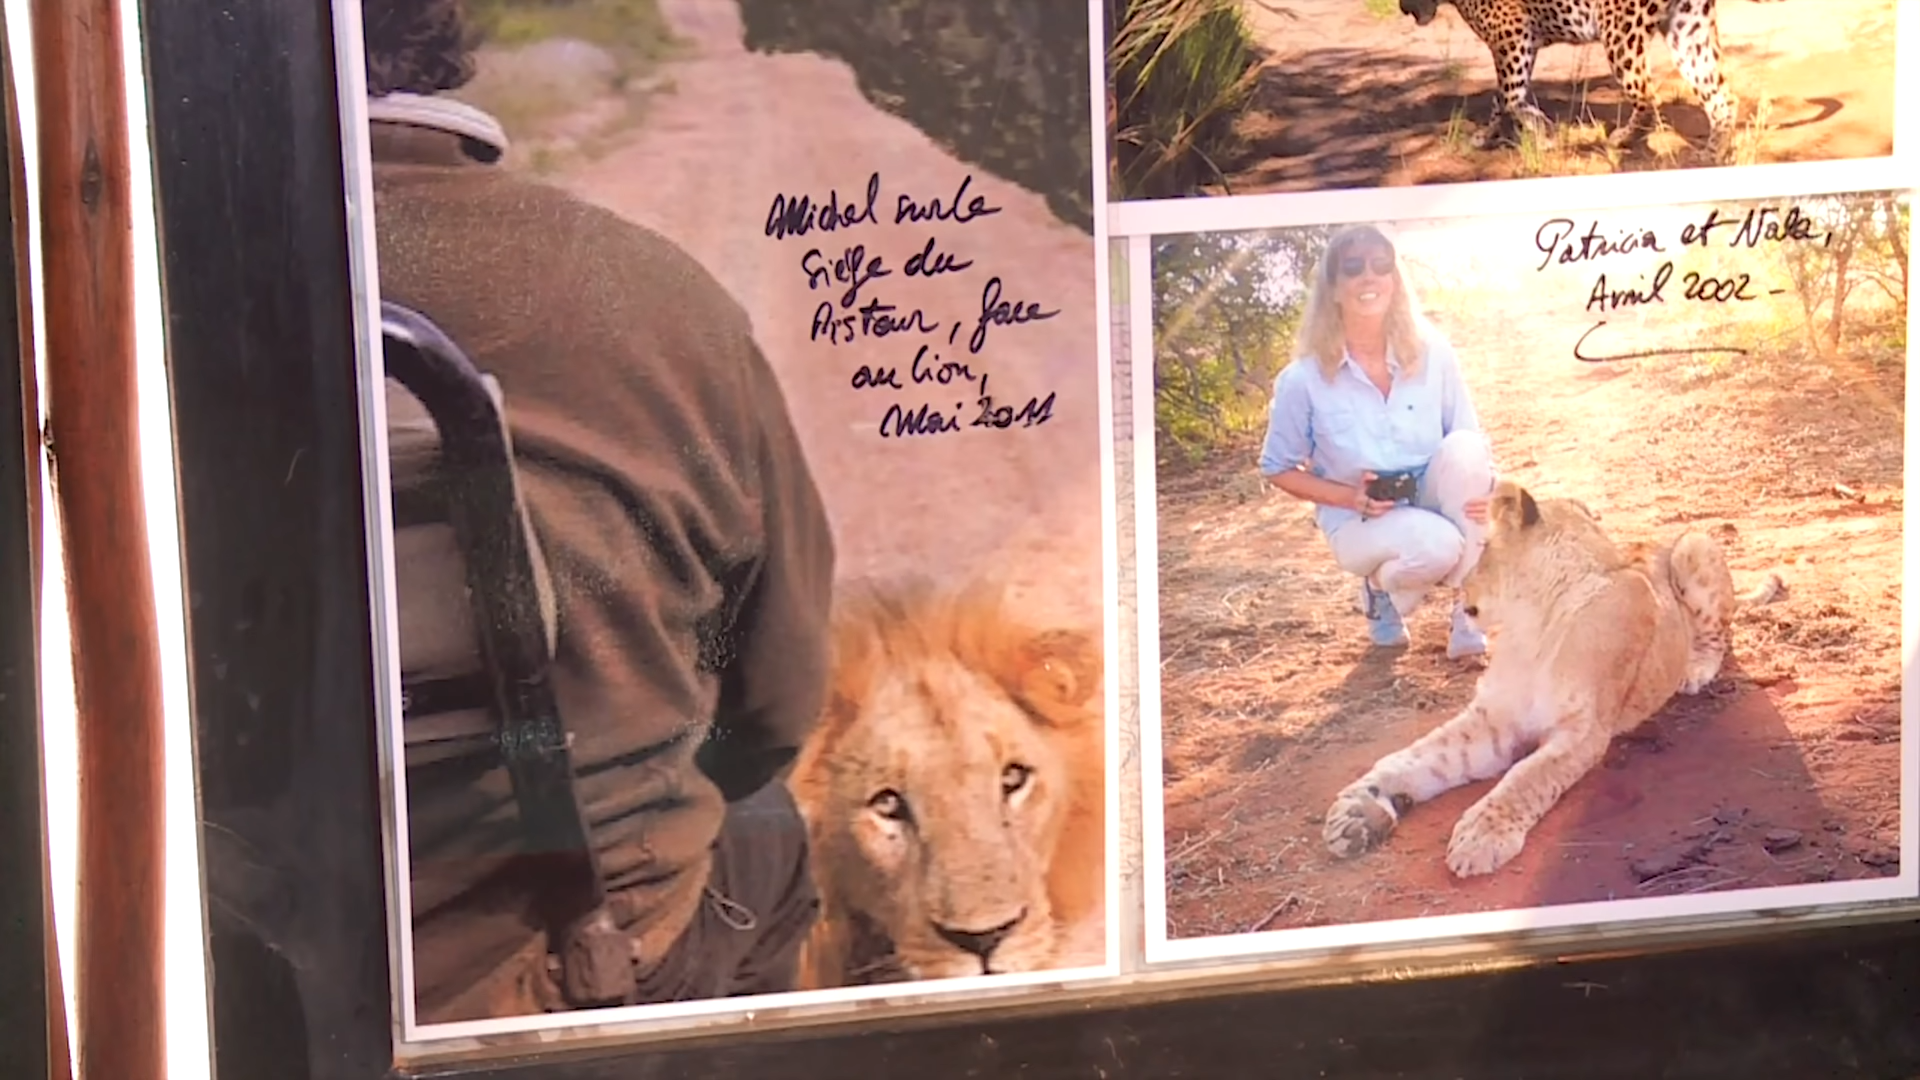 Michel sur le
siège du
Pisteur, face
au lion,
Mai 2011
Patricia et Nala,
Avril 2002 -